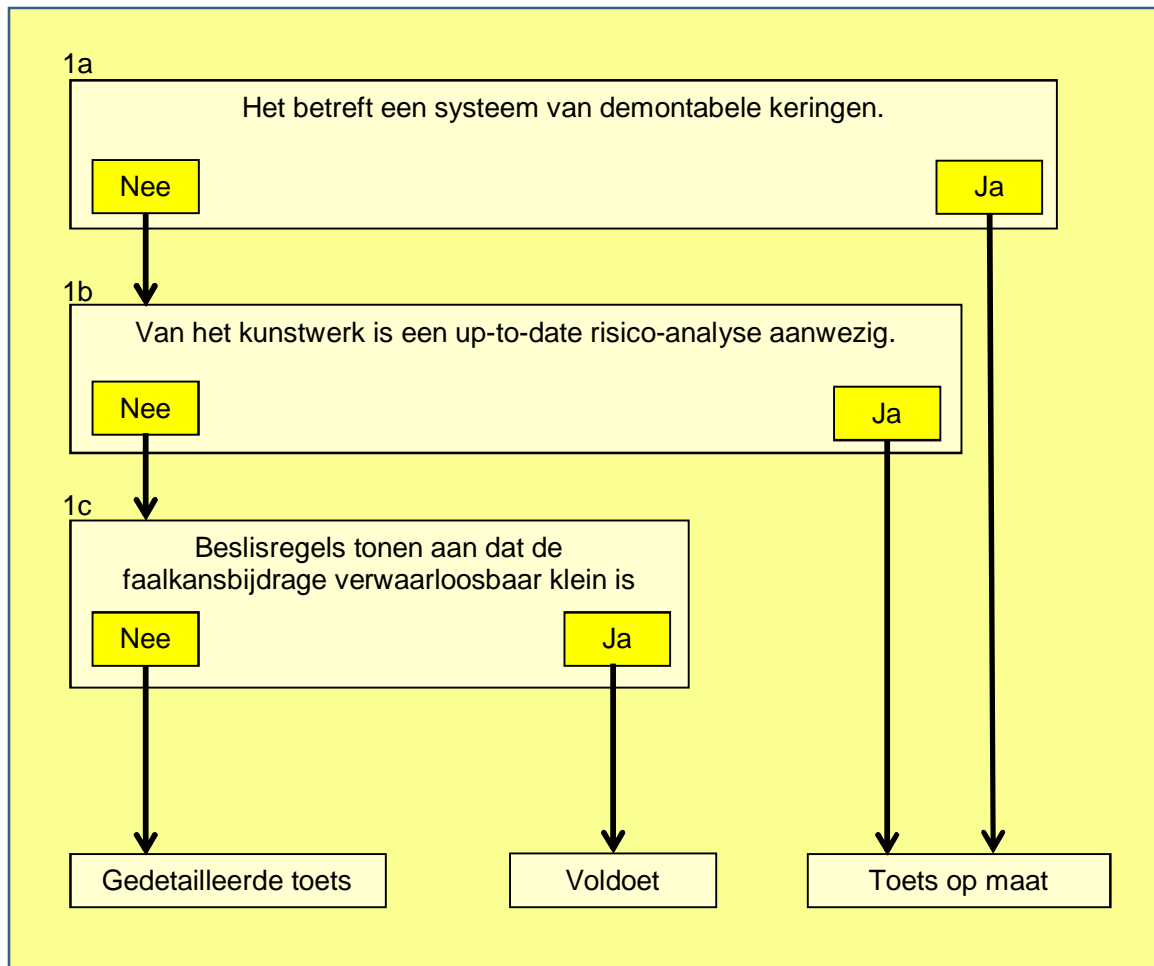 1a
Het betreft een systeem van demontabele keringen.
Nee
Ja
1b
Van het kunstwerk is een up-to-date risico-analyse aanwezig.
Nee
Ja
1c
Beslisregels tonen aan dat de
faalkansbijdrage verwaarloosbaar klein is
Nee
Ja
Gedetailleerde toets
Voldoet
Toets op maat